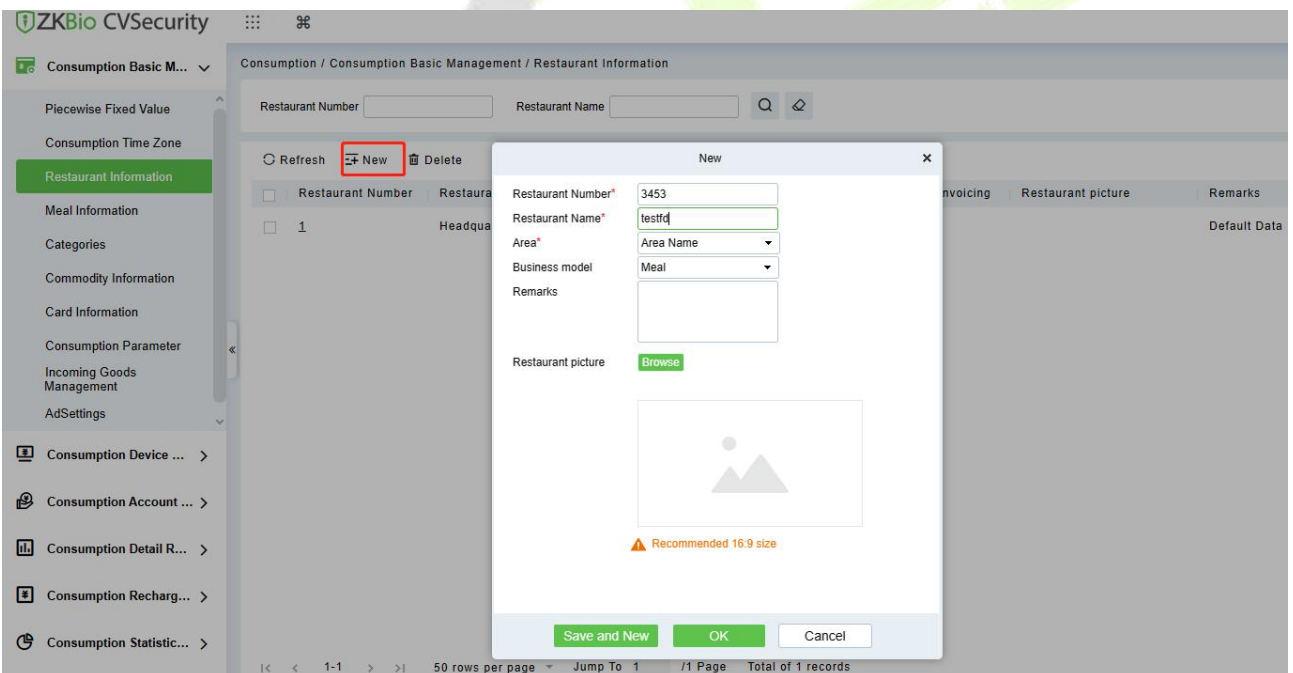 ZKBio CVSecurity
Consumption Basic M...
Piecewise Fixed Value
Consumption Time Zone
Restaurant Information
Meal Information
Categories
Commodity Information
Card Information
Consumption Parameter
Incoming Goods
Management
AdSettings
Consumption Device ...
Consumption Account ...
Consumption Detail R...
Consumption Recharg...
Consumption Statistic...
Consumption / Consumption Basic Management / Restaurant Information
Restaurant Number Restaurant Name
Refresh New Delete
Restaurant Number Restaura nvoicing Restaurant picture Remarks
1 Headqua Default Data
New
Restaurant Number* 3453
Restaurant Name* testfd
Area* Area Name
Business model Meal
Remarks
Restaurant picture Browse
Recommended 16:9 size
Save and New OK Cancel
1-1 50 rows per page Jump To 1 /1 Page Total of 1 records